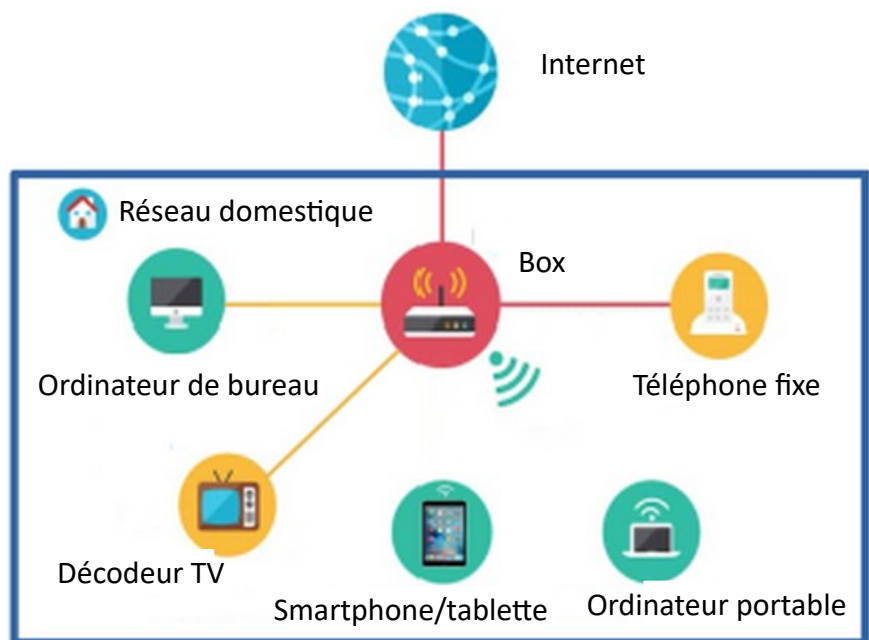 Internet
Réseau domestique
Box
Ordinateur de bureau
Téléphone fixe
Décodeur TV
Smartphone/tablette
Ordinateur portable